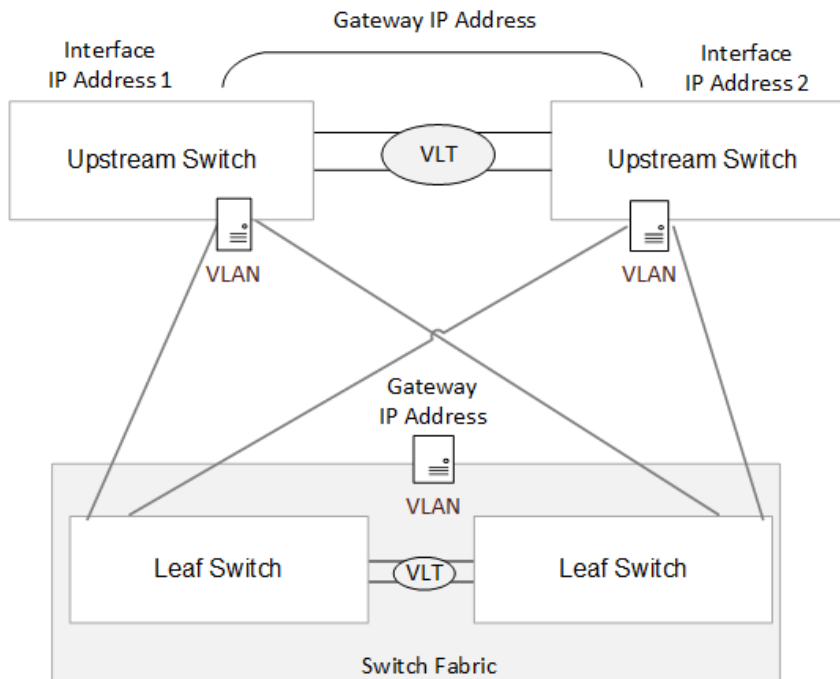 Gateway IP Address
Interface
IP Address 1
Interface
IP Address 2
Upstream Switch
VLT
Upstream Switch
VLAN
VLAN
Gateway
IP Address
VLAN
Leaf Switch
VLT
Leaf Switch
Switch Fabric